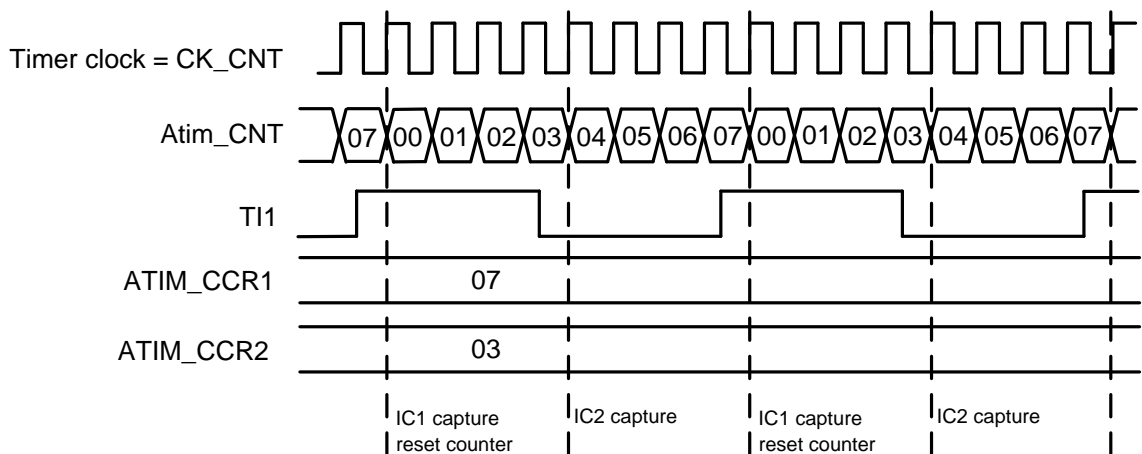 Timer clock = CK_CNT
Atim_CNT
07 00 01 02 03 04 05 06 07 00 01 02 03 04 05 06 07
TI1
ATIM_CCR1
07
ATIM_CCR2
03
IC1 capture
reset counter
IC2 capture
IC1 capture
reset counter
IC2 capture